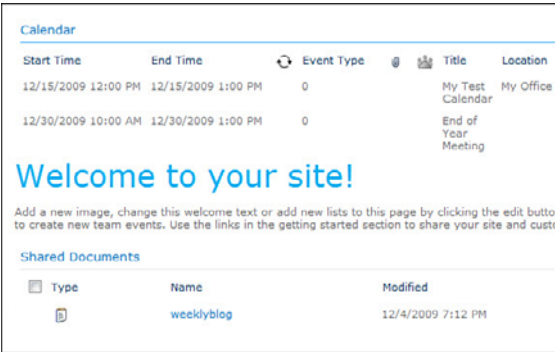 Calendar
Start Time End Time Event Type Title Location
12/15/2009 12:00 PM 12/15/2009 1:00 PM 0 My Test My Office
Calendar
12/30/2009 10:00 AM 12/30/2009 1:00 PM 0 End of
Year
Meeting
Welcome to your site!
Add a new image, change this welcome text or add new lists to this page by clicking the edit butto
to create new team events. Use the links in the getting started section to share your site and custo
Shared Documents
Type Name Modified
weeklyblog 12/4/2009 7:12 PM